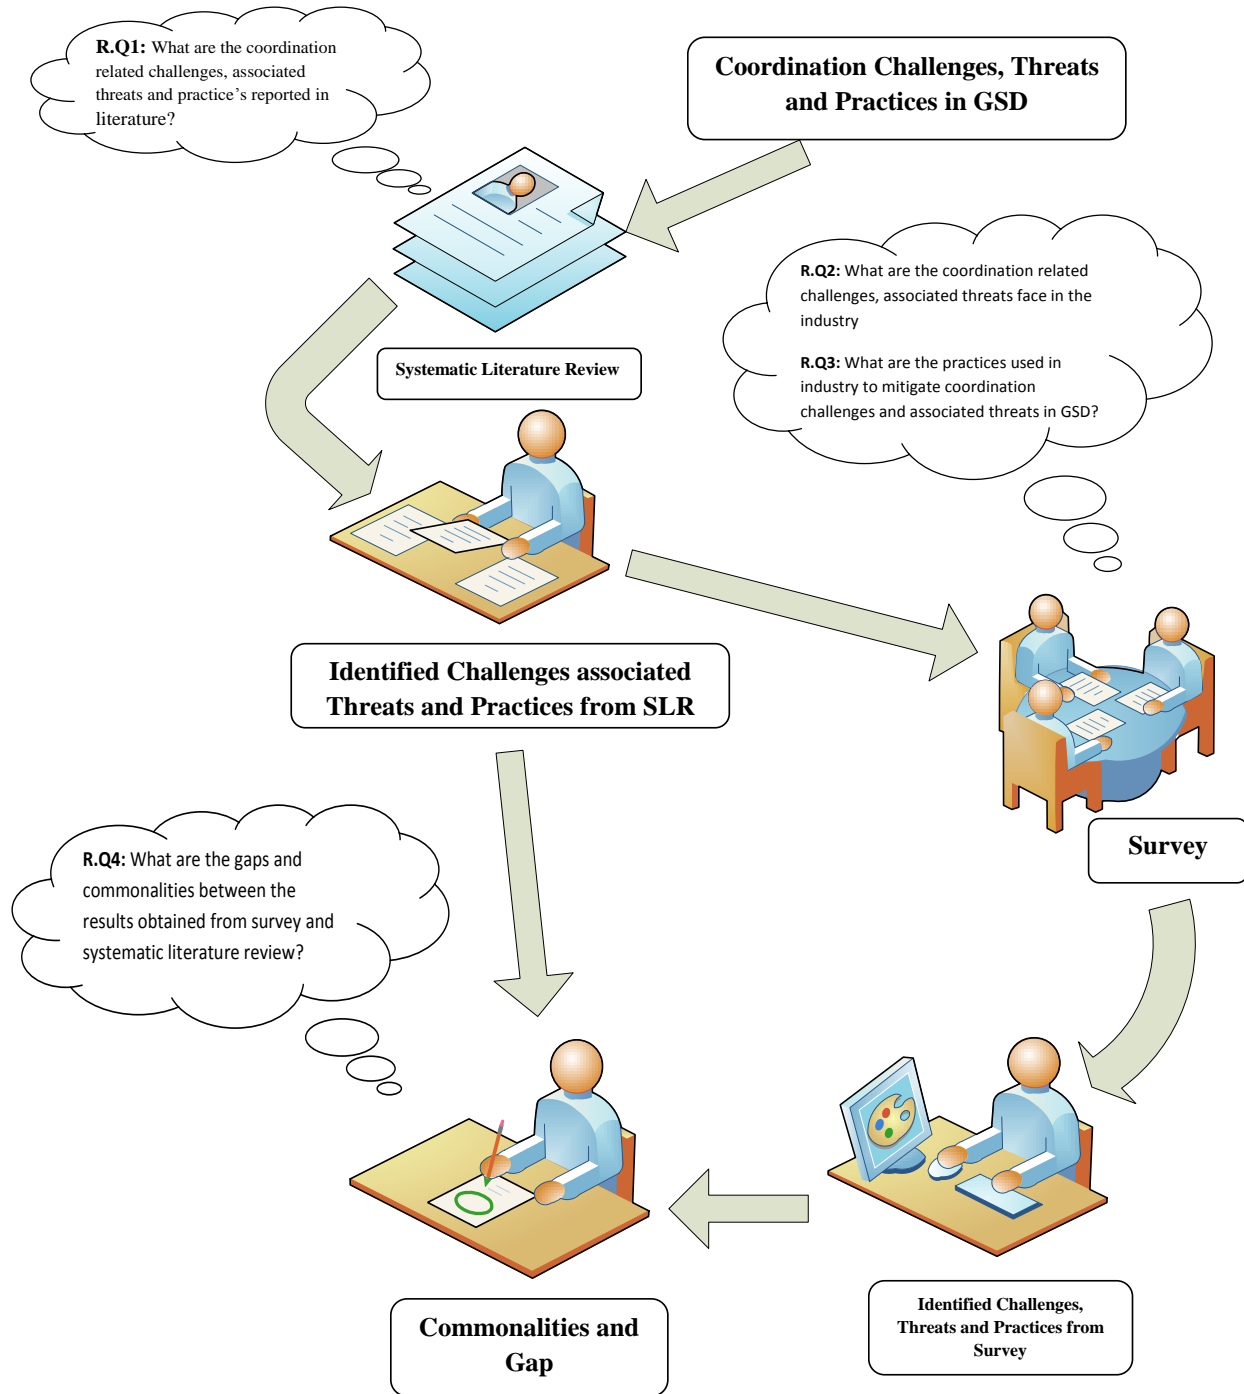 R.Q1: What are the coordination
related challenges, associated
threats and practice's reported in
literature?
Coordination Challenges, Threats
and Practices in GSD
R.Q2: What are the coordination related
challenges, associated threats face in the
industry
R.Q3: What are the practices used in
industry to mitigate coordination
challenges and associated threats in GSD?
Systematic Literature Review
Identified Challenges associated
Threats and Practices from SLR
Survey
R.Q4: What are the gaps and
commonalities between the
results obtained from survey and
systematic literature review?
Identified Challenges,
Threats and Practices from
Survey
Commonalities and
Gap